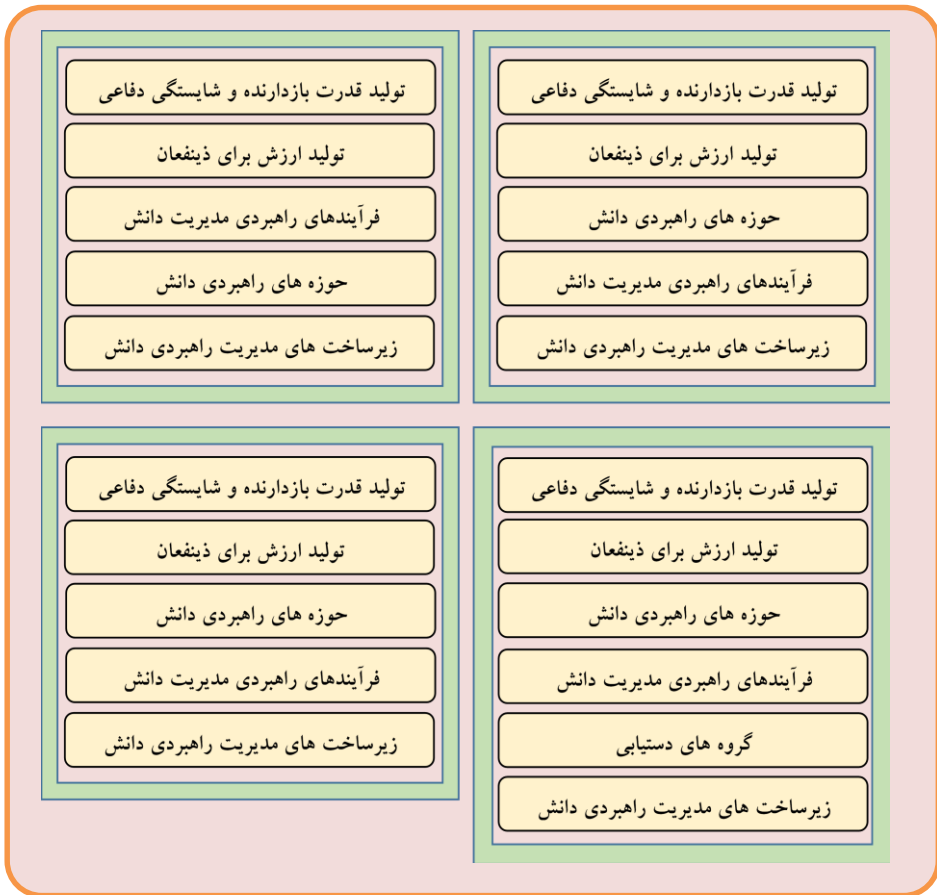 تولید قدرت بازدارنده و شایستگی دفاعی
تولید ارزش برای ذینفعان
حوزه های راهبردی دانش
فرآیندهای راهبردی مدیریت دانش
زیرساخت های مدیریت راهبردی دانش
تولید قدرت بازدارنده و شایستگی دفاعی
تولید ارزش برای ذینفعان
فرآیندهای راهبردی مدیریت دانش
حوزه های راهبردی دانش
زیرساخت های مدیریت راهبردی دانش
تولید قدرت بازدارنده و شایستگی دفاعی
تولید ارزش برای ذینفعان
حوزه های راهبردی دانش
فرآیندهای راهبردی مدیریت دانش
گروه های دستیابی
زیرساخت های مدیریت راهبردی دانش
تولید قدرت بازدارنده و شایستگی دفاعی
تولید ارزش برای ذینفعان
حوزه های راهبردی دانش
فرآیندهای راهبردی مدیریت دانش
زیرساخت های مدیریت راهبردی دانش